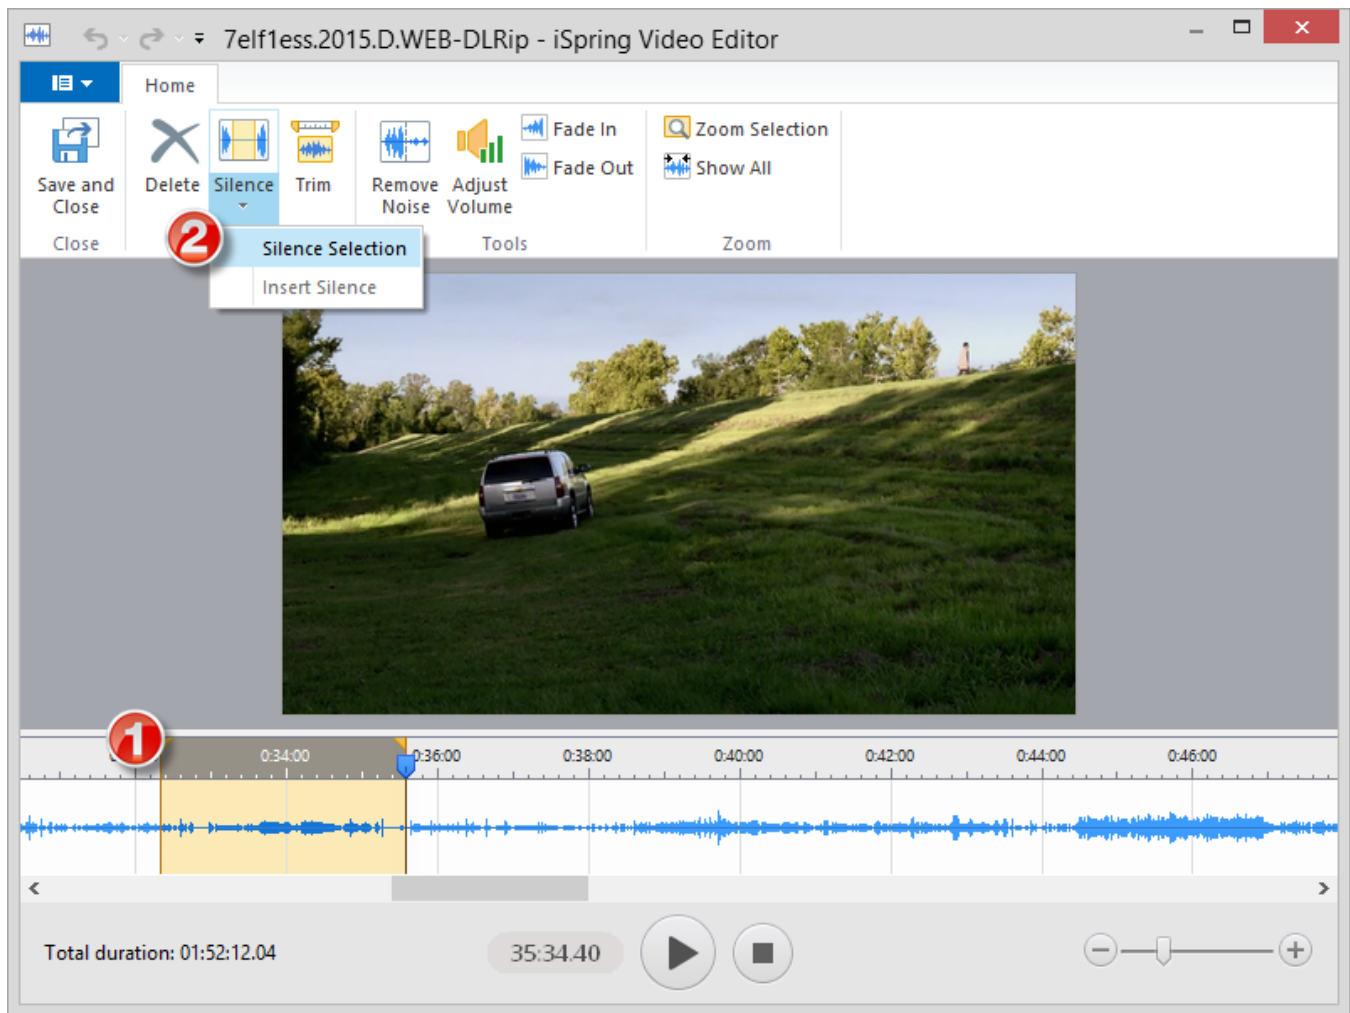 7elf1ess.2015.D.WEB-DLRip - iSpring Video Editor
Home
Save and
Close
Delete
Silence
Trim
Remove
Noise
Adjust
Volume
Fade In
Fade Out
Zoom Selection
Show All
Close
Tools
Zoom
2
Silence Selection
Insert Silence
1
0:34:00
0:36:00
0:38:00
0:40:00
0:42:00
0:44:00
0:46:00
Total duration: 01:52:12.04
35:34.40